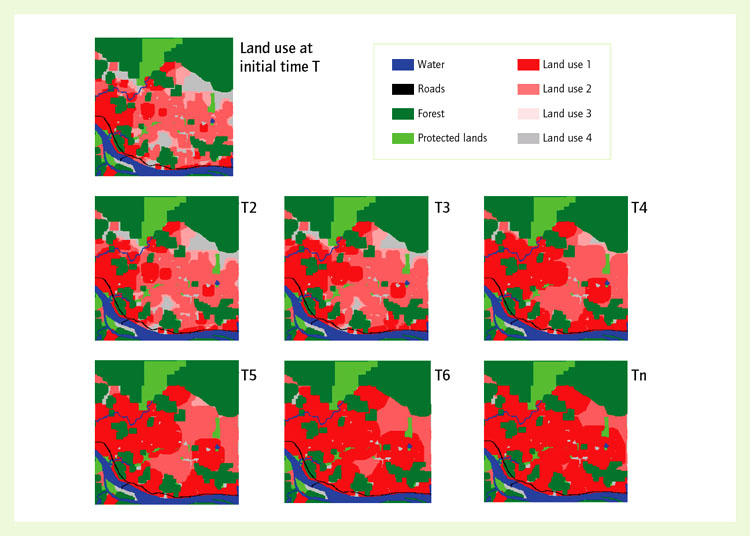 Land use at
initial time T
Water
Roads
Forest
Protected lands
Land use 1
Land use 2
Land use 3
Land use 4
T2
T3
T4
T5
T6
Tn